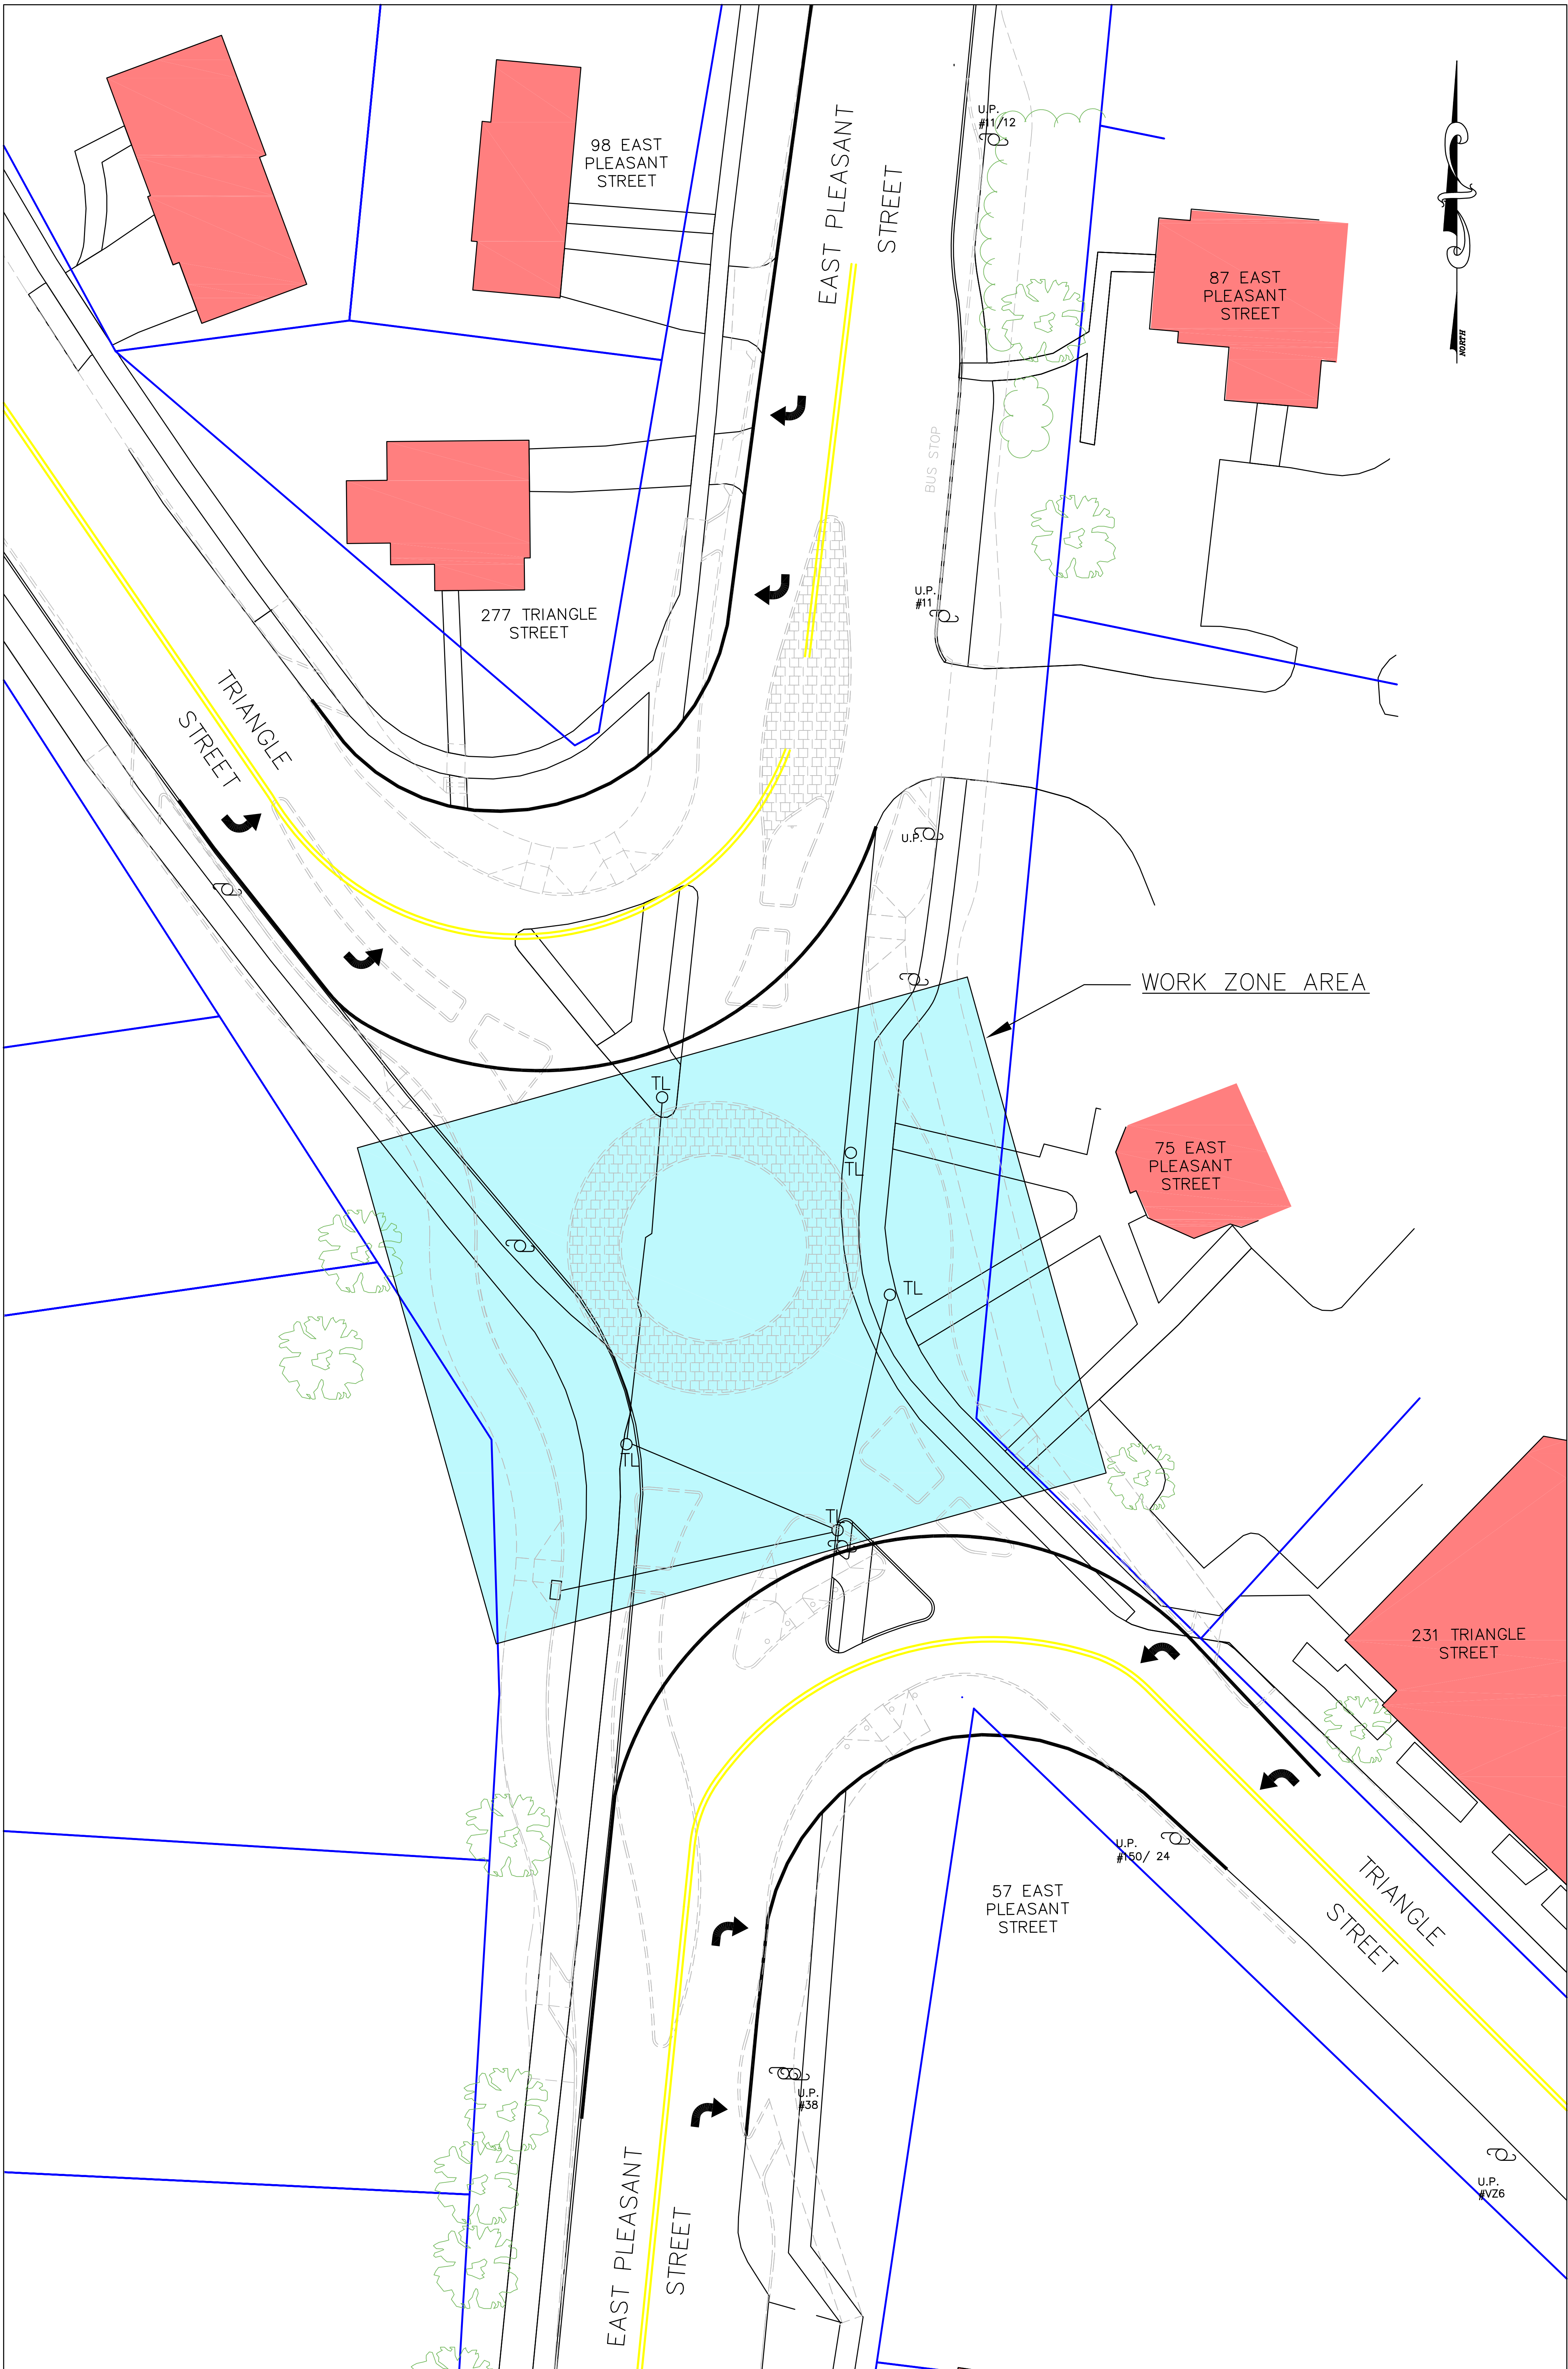 U.P.
#11/12
98 EAST
PLEASANT
STREET
EAST PLEASANT
STREET
87 EAST
PLEASANT
STREET
NORTH
BUS STOP
U.P.
#11
277 TRIANGLE
STREET
TRIANGLE
STREET
U.P.
WORK ZONE AREA
TL
TL
75 EAST
PLEASANT
STREET
TL
TL
TL
231 TRIANGLE
STREET
U.P.
#150/ 24
57 EAST
PLEASANT
STREET
TRIANGLE
STREET
U.P.
#38
EAST PLEASANT
STREET
U.P.
#VZ6